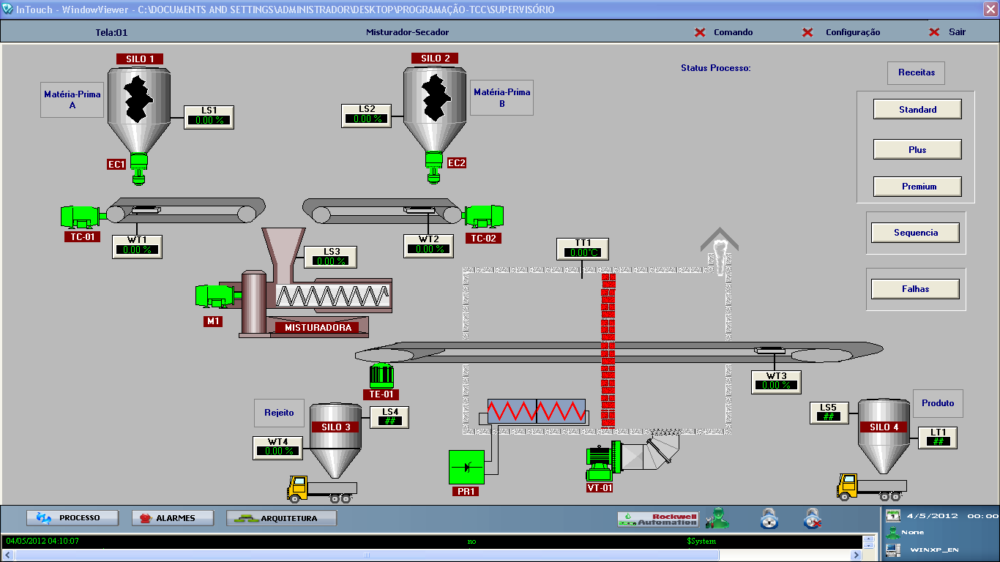 InTouch - WindowViewer - C:\DOCUMENTS AND SETTINGS\ADMINISTRADOR\DESKTOP\PROGRAMAÇÃO-TCC\SUPERVISÓRIO
Tela:01
Misturador-Secador
Comando
Configuração
Sair
SILO 1
SILO 2
Status Processo:
Receitas
Matéria-Prima
A
Matéria-Prima
B
LS1
0.00 %
LS2
0.00 %
Standard
Plus
Premium
EC1
EC2
TC-01
WT1
0.00 %
WT2
0.00 %
TC-02
Sequencia
LS3
0.00 %
TT1
0.00°C
Falhas
M1
MISTURADORA
WT3
0.00 %
TE-01
Rejeito
SILO 3
LS4
##
WT4
0.00 %
LS5
##
SILO 4
Produto
LT1
##
PR1
VT-01
PROCESSO
ALARMES
ARQUITETURA
Rockwell
Automation
4/5/2012 00:00
None
WINXP_EN
04/05/2012 04:10:07
no
$System